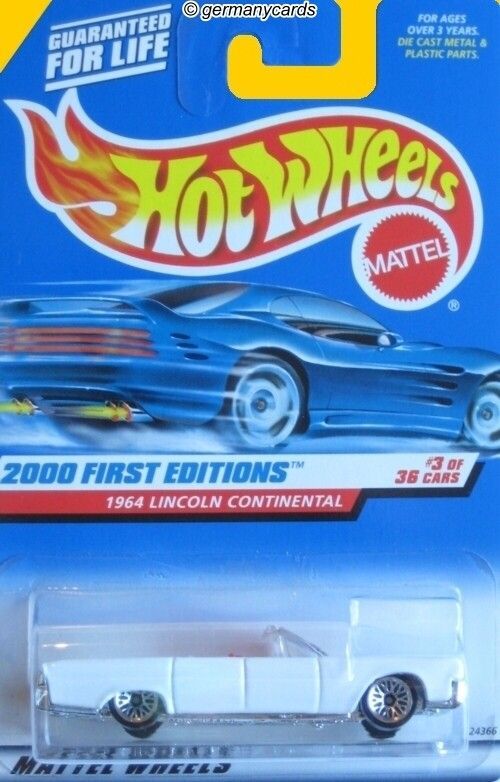 © germanycards
GUARANTEED
FOR LIFE
FOR AGES
OVER 3 YEARS.
DIE CAST METAL &
PLASTIC PARTS.
HOT WHEELS
MATTEL
®
2000 FIRST EDITIONS™
#3 OF
36 CARS
1964 LINCOLN CONTINENTAL
24366
MATTEL WHEELS